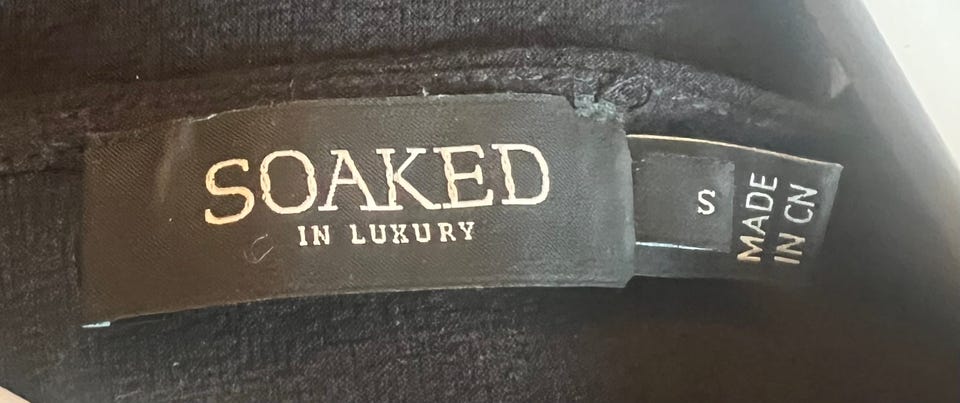 SOAKED
IN LUXURY
S
MADE
IN CN